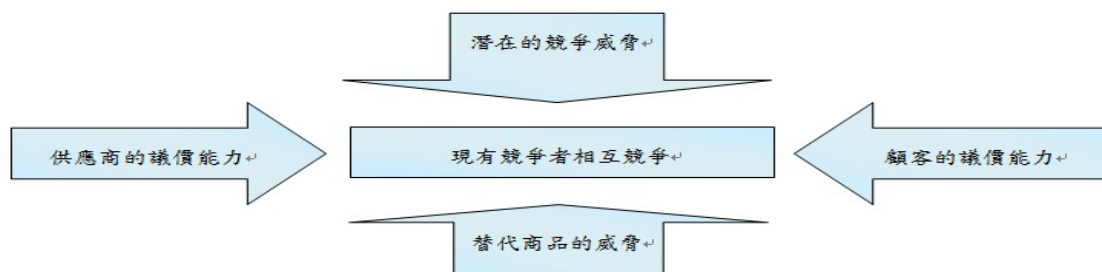 潛在的競爭威脅↵
供應商的議價能力↵
現有競爭者相互競爭↵
顧客的議價能力↵
替代商品的威脅↵